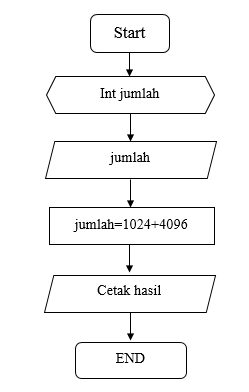 Start
Int jumlah
jumlah
jumlah=1024+4096
Cetak hasil
END